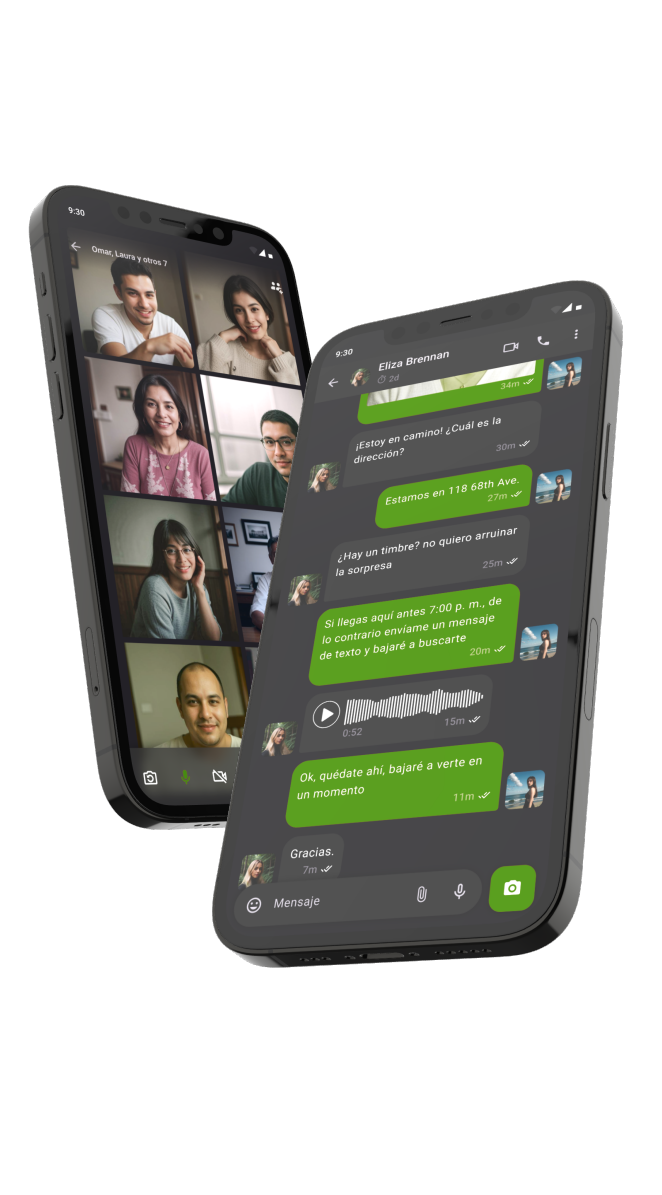 9:30
Omar, Laura y otros 7
9:30
Eliza Brennan
2d
34m
¡Estoy en camino! ¿Cuál es la
dirección?
30m
Estamos en 118 68th Ave.
27m
¿Hay un timbre? no quiero arruinar
la sorpresa
25m
Si llegas aquí antes 7:00 p. m., de
lo contrario envíame un mensaje
de texto y bajaré a buscarte
20m
0:52
15m
Ok, quédate ahí, bajaré a verte en
un momento
11m
Gracias.
7m
Mensaje